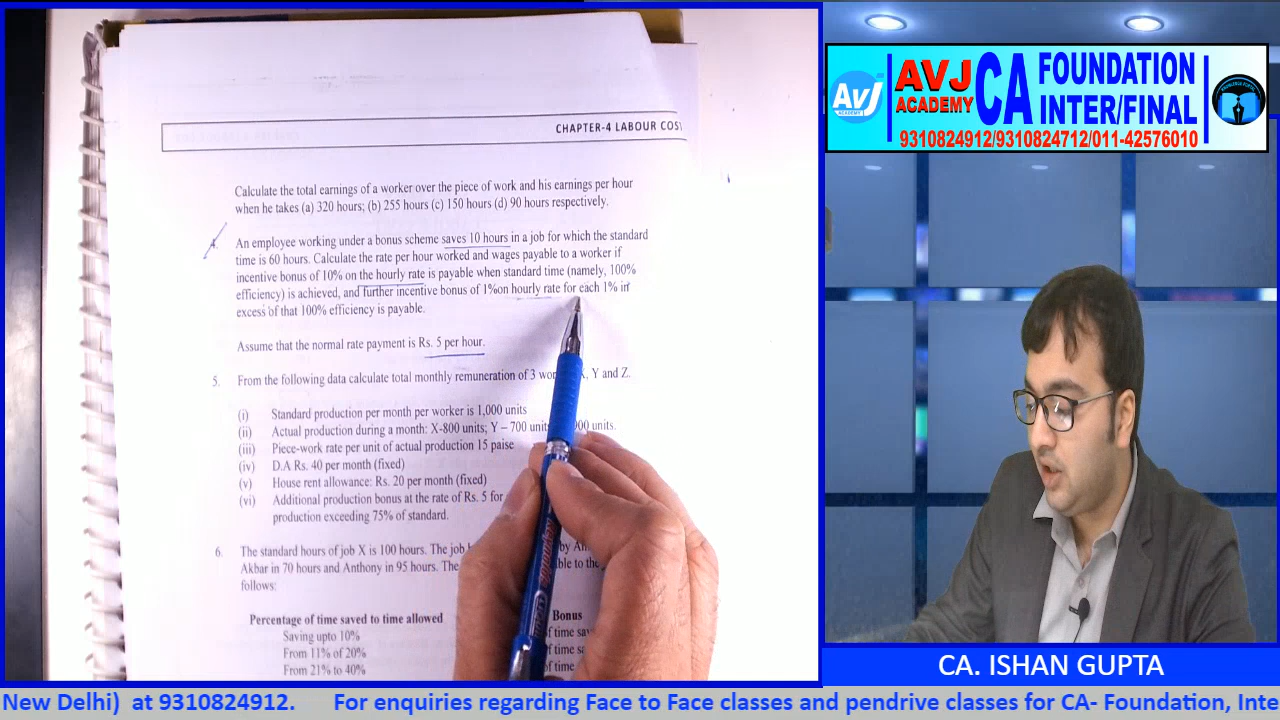 CHAPTER-4 LABOUR COS
Calculate the total earnings of a worker over the piece of work and his earnings per hour
when he takes (a) 320 hours; (b) 255 hours (c) 150 hours (d) 90 hours respectively.
4. An employee working under a bonus scheme saves 10 hours in a job for which the standard
time is 60 hours. Calculate the rate per hour worked and wages payable to a worker if
incentive bonus of 10% on the hourly rate is payable when standard time (namely, 100%
efficiency) is achieved, and further incentive bonus of 1%on hourly rate for each 1% in
excess of that 100% efficiency is payable.
Assume that the normal rate payment is Rs. 5 per hour.
5. From the following data calculate total monthly remuneration of 3 wor , Y and Z.
(i) Standard production per month per worker is 1,000 units
(ii) Actual production during a month: X-800 units; Y – 700 units 900 units.
(iii) Piece-work rate per unit of actual production 15 paise
(iv) D.A Rs. 40 per month (fixed)
(v) House rent allowance: Rs. 20 per month (fixed)
(vi) Additional production bonus at the rate of Rs. 5 for
production exceeding 75% of standard.
6. The standard hours of job X is 100 hours. The job by
Akbar in 70 hours and Anthony in 95 hours. The to the
follows:
Percentage of time saved to time allowed Bonus
Saving upto 10% of time
From 11% of 20% of time
From 21% to 40% of time
AVJ
ACADEMY
AVJ
ACADEMY
CA
FOUNDATION
INTER/FINAL
9310824912/9310824712/011-42576010
CA. ISHAN GUPTA
New Delhi) at 9310824912. For enquiries regarding Face to Face classes and pendrive classes for CA- Foundation, Inte